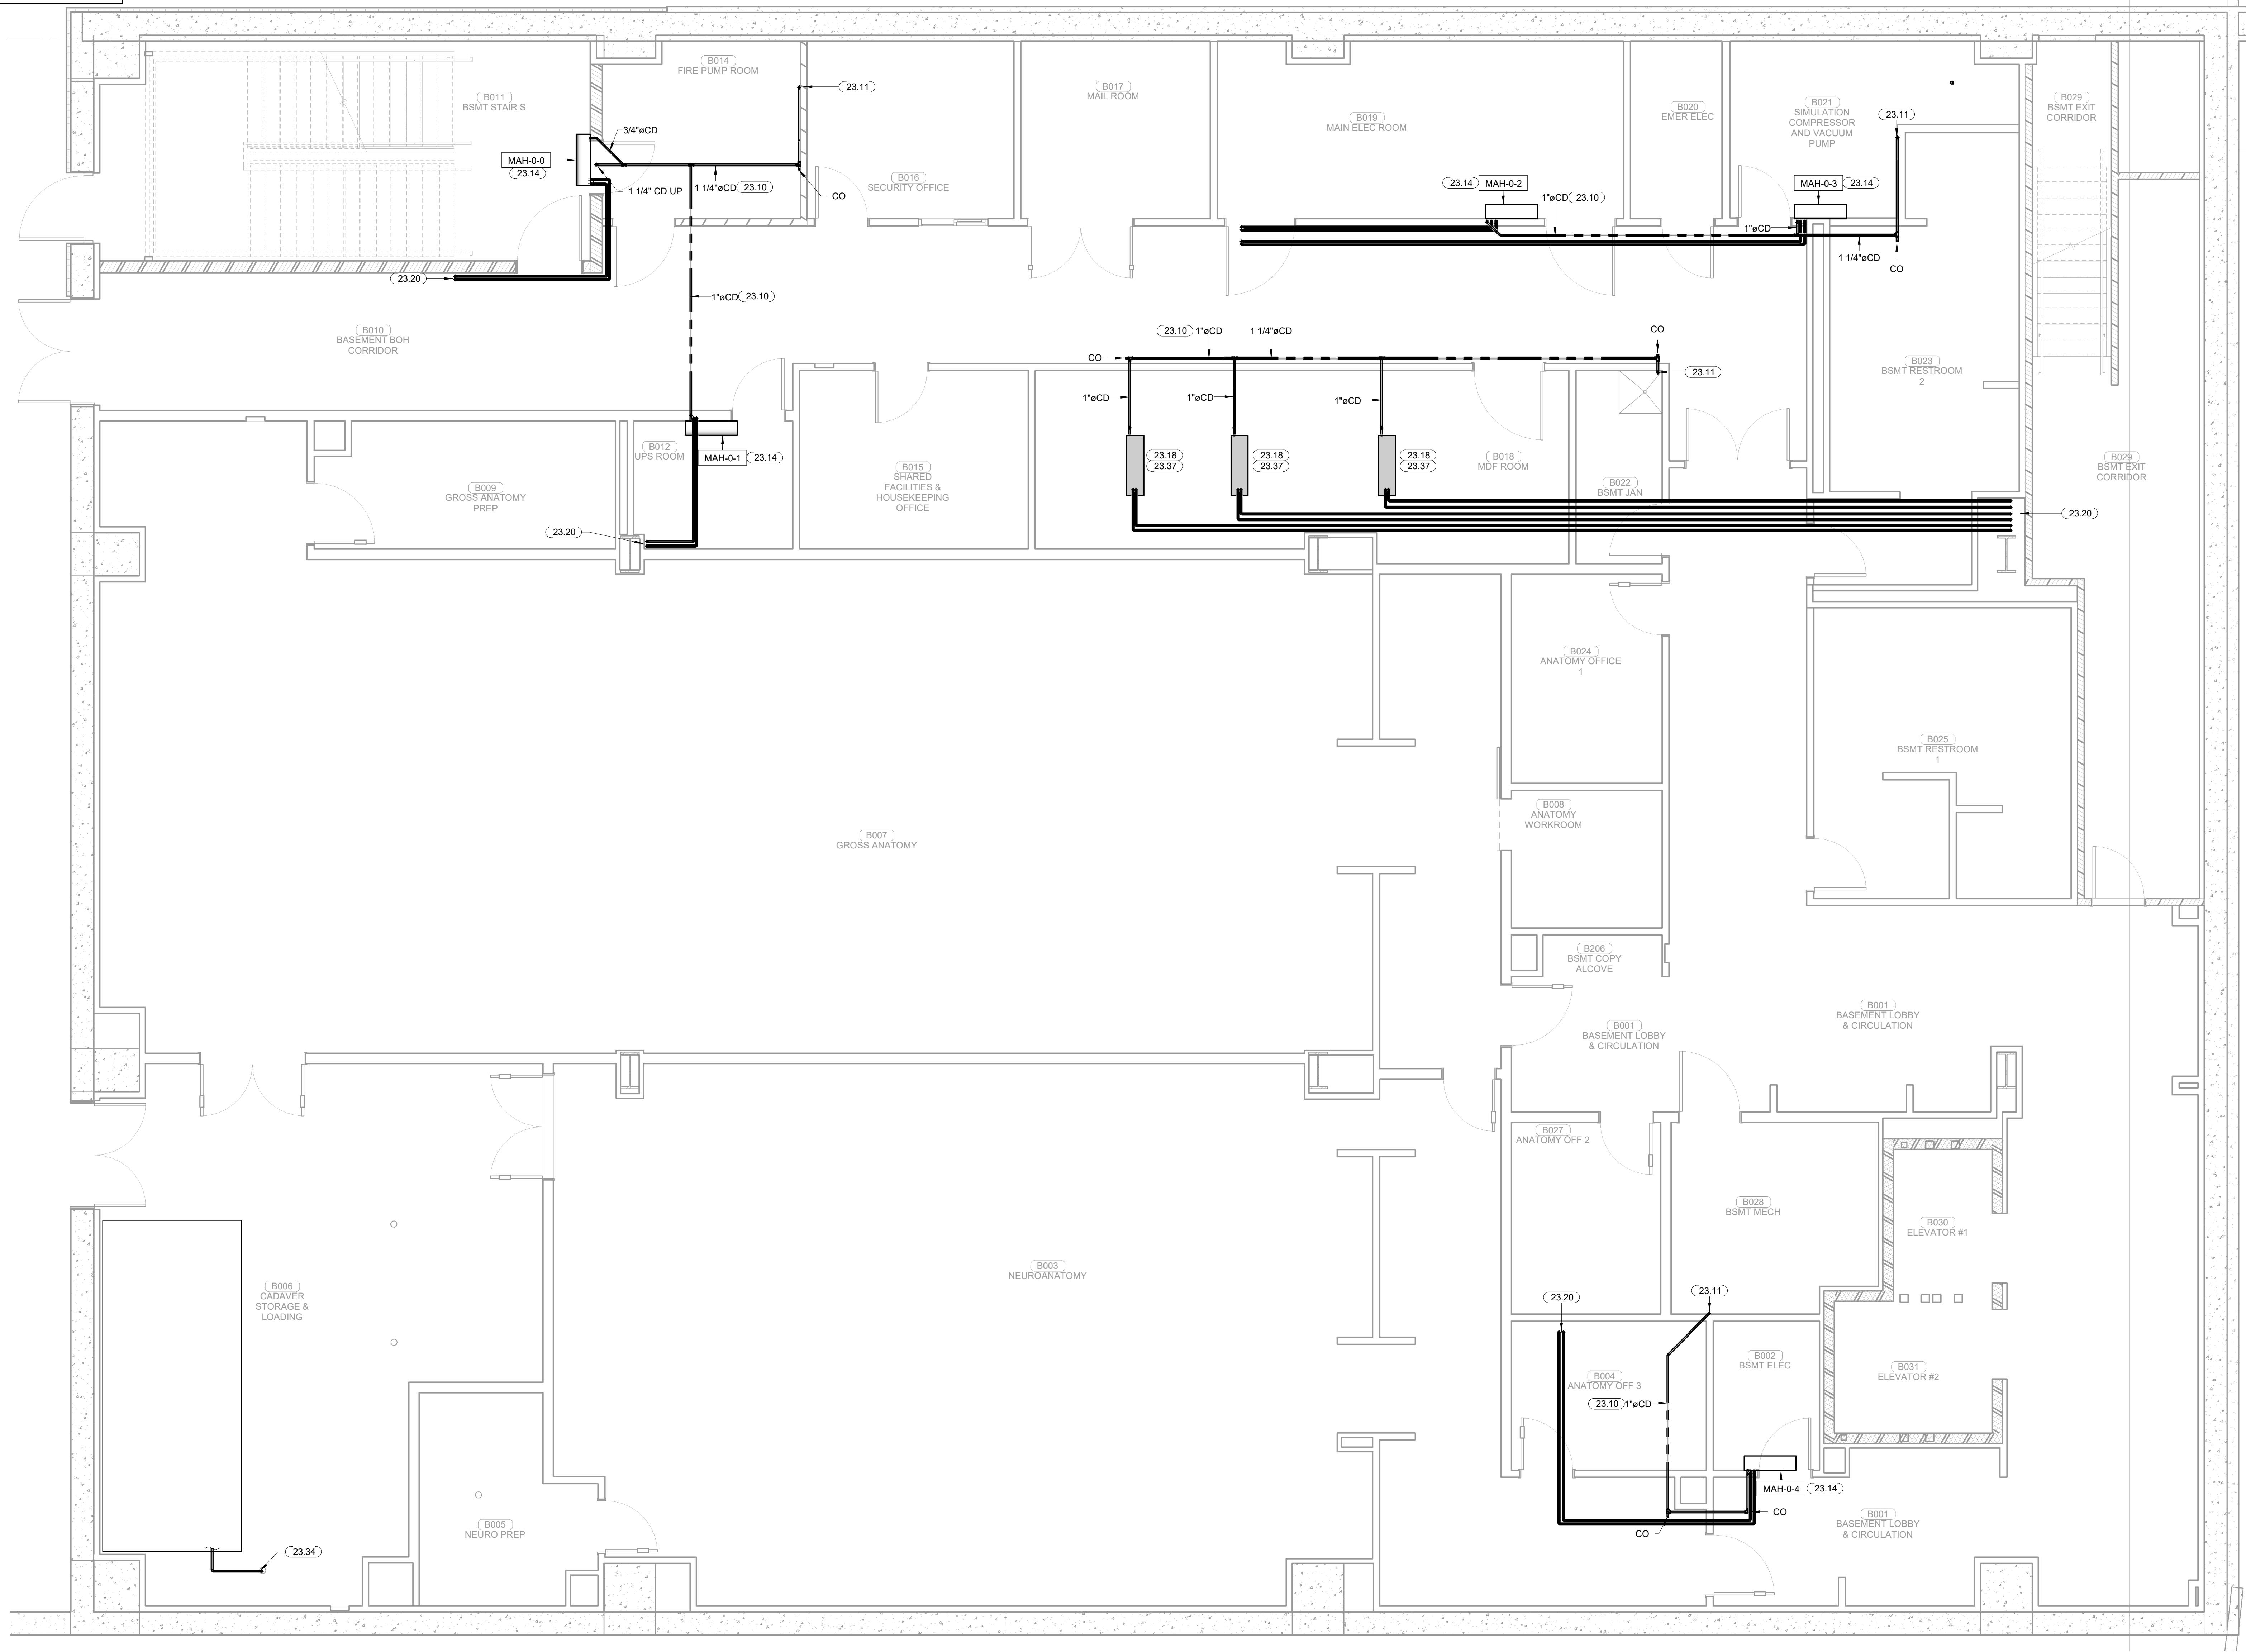 B014
FIRE PUMP ROOM
23.11
B011
BSMT STAIR S
3/4"øCD
MAH-0-0
23.14
1 1/4" CD UP
1 1/4"øCD
23.10
CO
B016
SECURITY OFFICE
B017
MAIL ROOM
B019
MAIN ELEC ROOM
B020
EMER ELEC
B021
SIMULATION
COMPRESSOR
AND VACUUM
PUMP
23.11
B029
BSMT EXIT
CORRIDOR
23.14
MAH-0-2
1"øCD
23.10
MAH-0-3
23.14
1"øCD
1 1/4"øCD
CO
23.20
1"øCD
23.10
B010
BASEMENT BOH
CORRIDOR
23.10
1"øCD
1 1/4"øCD
CO
CO
23.11
1"øCD
1"øCD
1"øCD
B023
BSMT RESTROOM
2
B012
UPS ROOM
MAH-0-1
23.14
B009
GROSS ANATOMY
PREP
B015
SHARED
FACILITIES &
HOUSEKEEPING
OFFICE
23.18
23.37
23.18
23.37
23.18
23.37
B018
MDF ROOM
B022
BSMT JAN
B029
BSMT EXIT
CORRIDOR
23.20
23.20
B024
ANATOMY OFFICE
1
B025
BSMT RESTROOM
1
B008
ANATOMY
WORKROOM
B007
GROSS ANATOMY
B206
BSMT COPY
ALCOVE
B001
BASEMENT LOBBY
& CIRCULATION
B001
BASEMENT LOBBY
& CIRCULATION
B027
ANATOMY OFF 2
B028
BSMT MECH
B030
ELEVATOR #1
B003
NEUROANATOMY
B006
CADAVER
STORAGE &
LOADING
23.20
23.11
B004
ANATOMY OFF 3
B002
BSMT ELEC
B031
ELEVATOR #2
23.10
1"øCD
MAH-0-4
23.14
CO
CO
B005
NEURO PREP
B001
BASEMENT LOBBY
& CIRCULATION
23.34